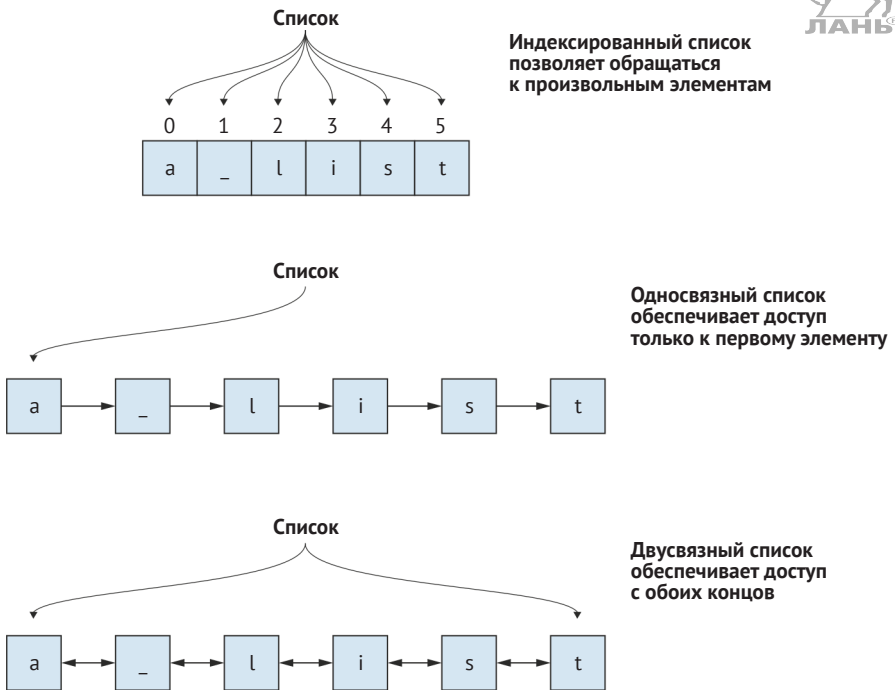 Список
ЛАНЬ
Индексированный список
позволяет обращаться
к произвольным элементам
0 1 2 3 4 5
a _ l i s t
Список
Односвязный список
обеспечивает доступ
только к первому элементу
a _ l i s t
Список
Двусвязный список
обеспечивает доступ
с обоих концов
a _ l i s t